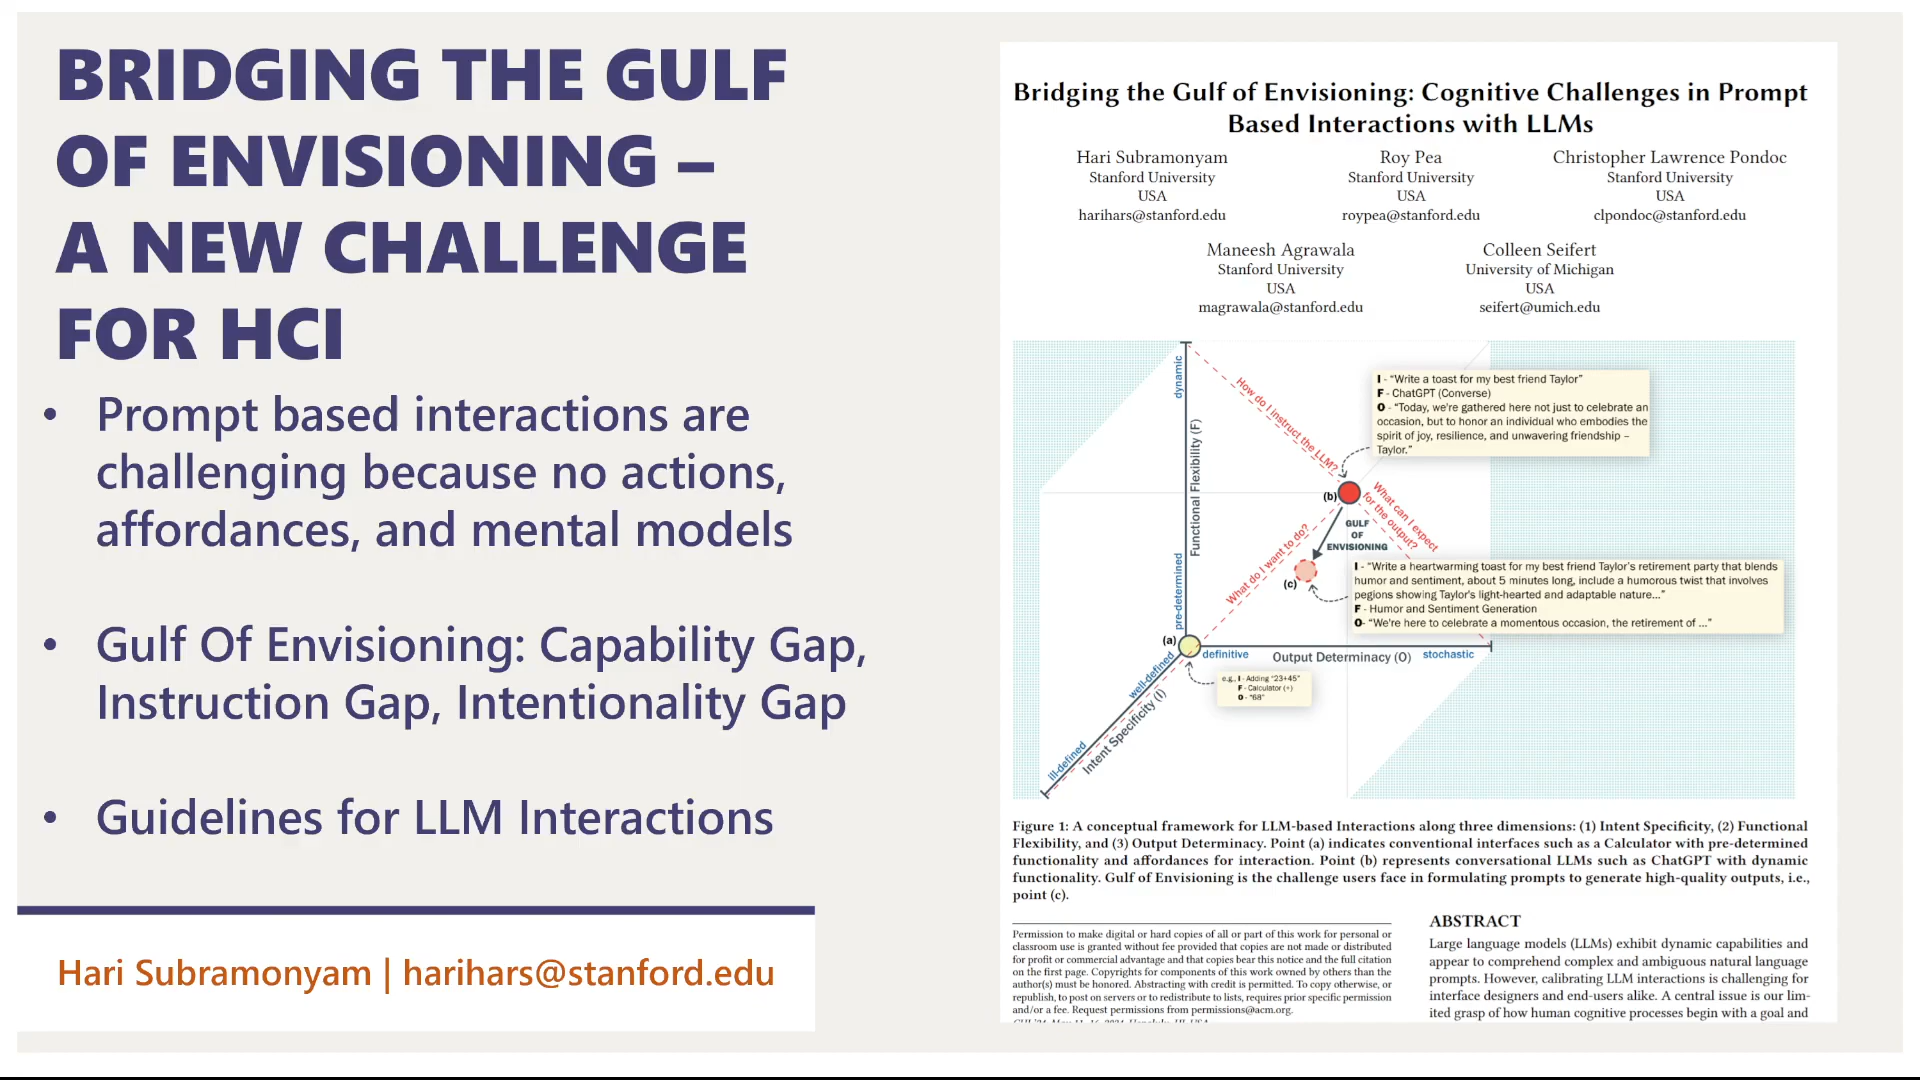 BRIDGING THE GULF
OF ENVISIONING –
A NEW CHALLENGE
FOR HCI
• Prompt based interactions are
challenging because no actions,
affordances, and mental models
• Gulf Of Envisioning: Capability Gap,
Instruction Gap, Intentionality Gap
• Guidelines for LLM Interactions
Hari Subramonyam | harihars@stanford.edu
Bridging the Gulf of Envisioning: Cognitive Challenges in Prompt
Based Interactions with LLMs
Hari Subramonyam
Stanford University
USA
harihars@stanford.edu
Roy Pea
Stanford University
USA
roypea@stanford.edu
Christopher Lawrence Pondoc
Stanford University
USA
clpondoc@stanford.edu
Maneesh Agrawala
Stanford University
USA
magrawala@stanford.edu
Colleen Seifert
University of Michigan
USA
seifert@umich.edu
dynamic
Functional Flexibility (F)
pre-determined
How do I instruct the LLM?
I - “Write a toast for my best friend Taylor”
F - ChatGPT (Converse)
O - “Today, we're gathered here not just to celebrate an
occasion, but to honor an individual who embodies the
spirit of joy, resilience, and unwavering friendship –
Taylor.”
(b)
What can I expect
for the output?
GULF
OF
ENVISIONING
What do I want to do?
(c)
I - “Write a heartwarming toast for my best friend Taylor's retirement party that blends
humor and sentiment, about 5 minutes long, include a humorous twist that involves
pegions showing Taylor's light-hearted and adaptable nature...”
F - Humor and Sentiment Generation
O- “We're here to celebrate a momentous occasion, the retirement of ...”
(a)
definitive
Output Determinacy (O)
stochastic
e.g., I - Adding “23+45”
F - Calculator (+)
O - “68”
well-defined
Intent Specificity (I)
ill-defined
Figure 1: A conceptual framework for LLM-based Interactions along three dimensions: (1) Intent Specificity, (2) Functional
Flexibility, and (3) Output Determinacy. Point (a) indicates conventional interfaces such as a Calculator with pre-determined
functionality and affordances for interaction. Point (b) represents conversational LLMs such as ChatGPT with dynamic
functionality. Gulf of Envisioning is the challenge users face in formulating prompts to generate high-quality outputs, i.e.,
point (c).
Permission to make digital or hard copies of all or part of this work for personal or
classroom use is granted without fee provided that copies are not made or distributed
for profit or commercial advantage and that copies bear this notice and the full citation
on the first page. Copyrights for components of this work owned by others than the
author(s) must be honored. Abstracting with credit is permitted. To copy otherwise, or
republish, to post on servers or to redistribute to lists, requires prior specific permission
and/or a fee. Request permissions from permissions@acm.org.
ABSTRACT
Large language models (LLMs) exhibit dynamic capabilities and
appear to comprehend complex and ambiguous natural language
prompts. However, calibrating LLM interactions is challenging for
interface designers and end-users alike. A central issue is our lim-
ited grasp of how human cognitive processes begin with a goal and